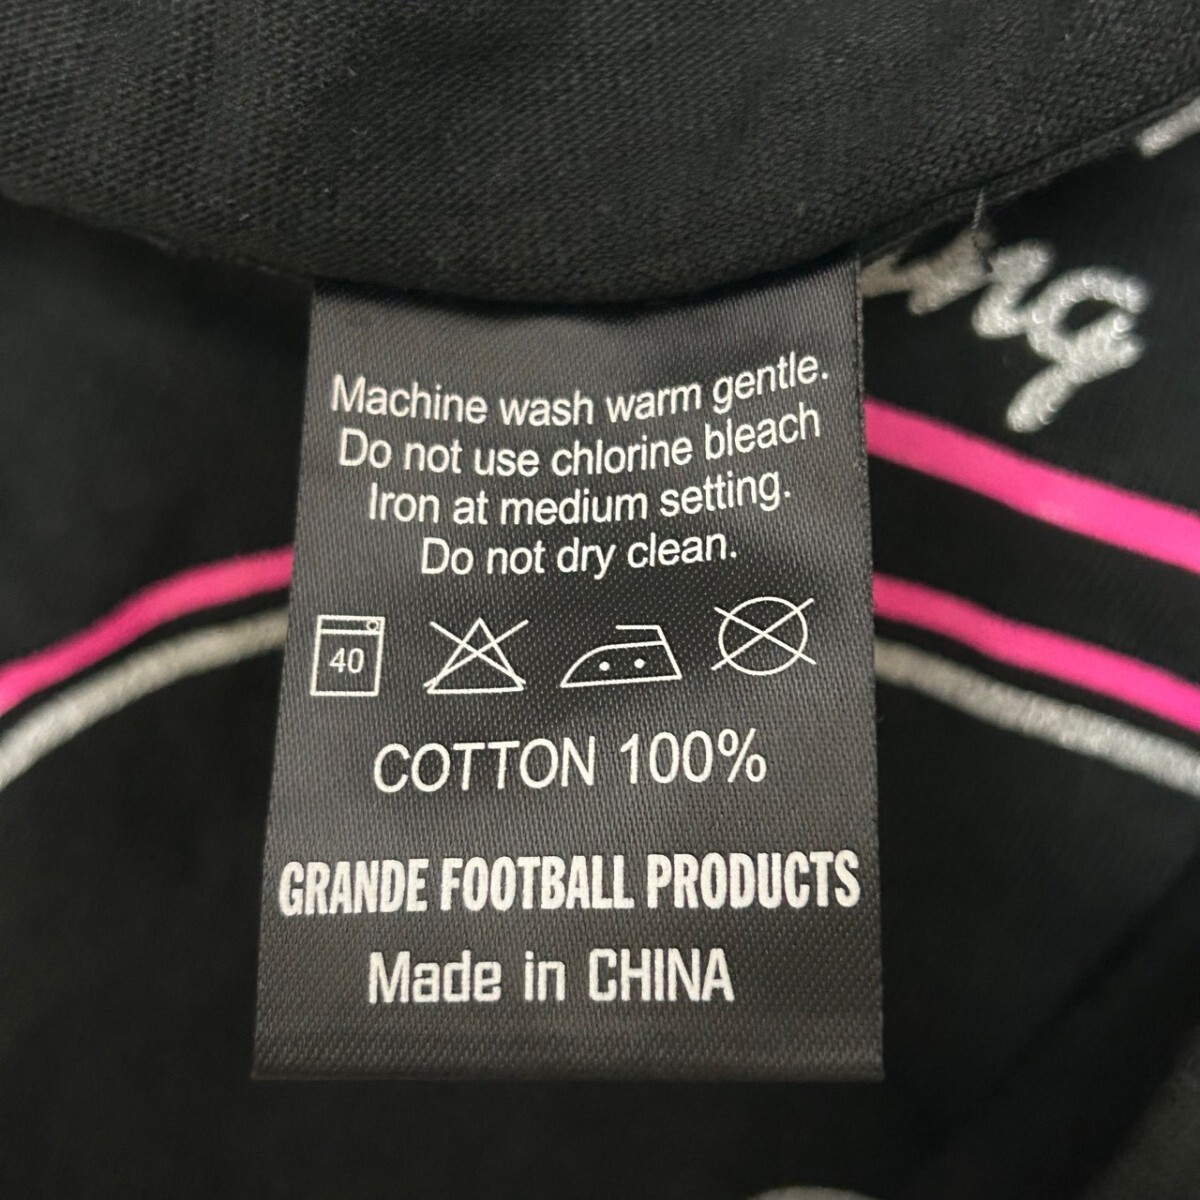 Machine wash warm gentle.
Do not use chlorine bleach
Iron at medium setting.
Do not dry clean.
40
COTTON 100%
GRANDE FOOTBALL PRODUCTS
Made in CHINA